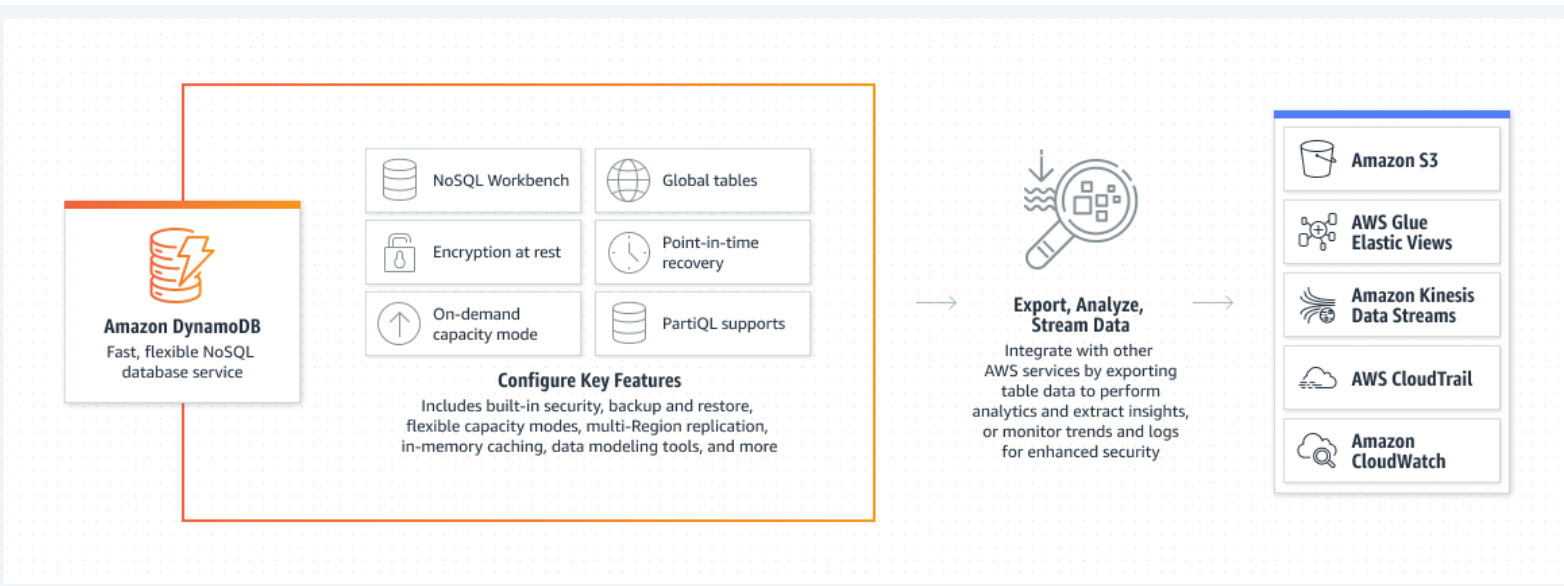 Amazon DynamoDB
Fast, flexible NoSQL
database service
NoSQL Workbench
Global tables
Encryption at rest
Point-in-time
recovery
On-demand
capacity mode
PartiQL supports
Configure Key Features
Includes built-in security, backup and restore,
flexible capacity modes, multi-Region replication,
in-memory caching, data modeling tools, and more
Export, Analyze,
Stream Data
Integrate with other
AWS services by exporting
table data to perform
analytics and extract insights,
or monitor trends and logs
for enhanced security
Amazon S3
AWS Glue
Elastic Views
Amazon Kinesis
Data Streams
AWS CloudTrail
Amazon
CloudWatch